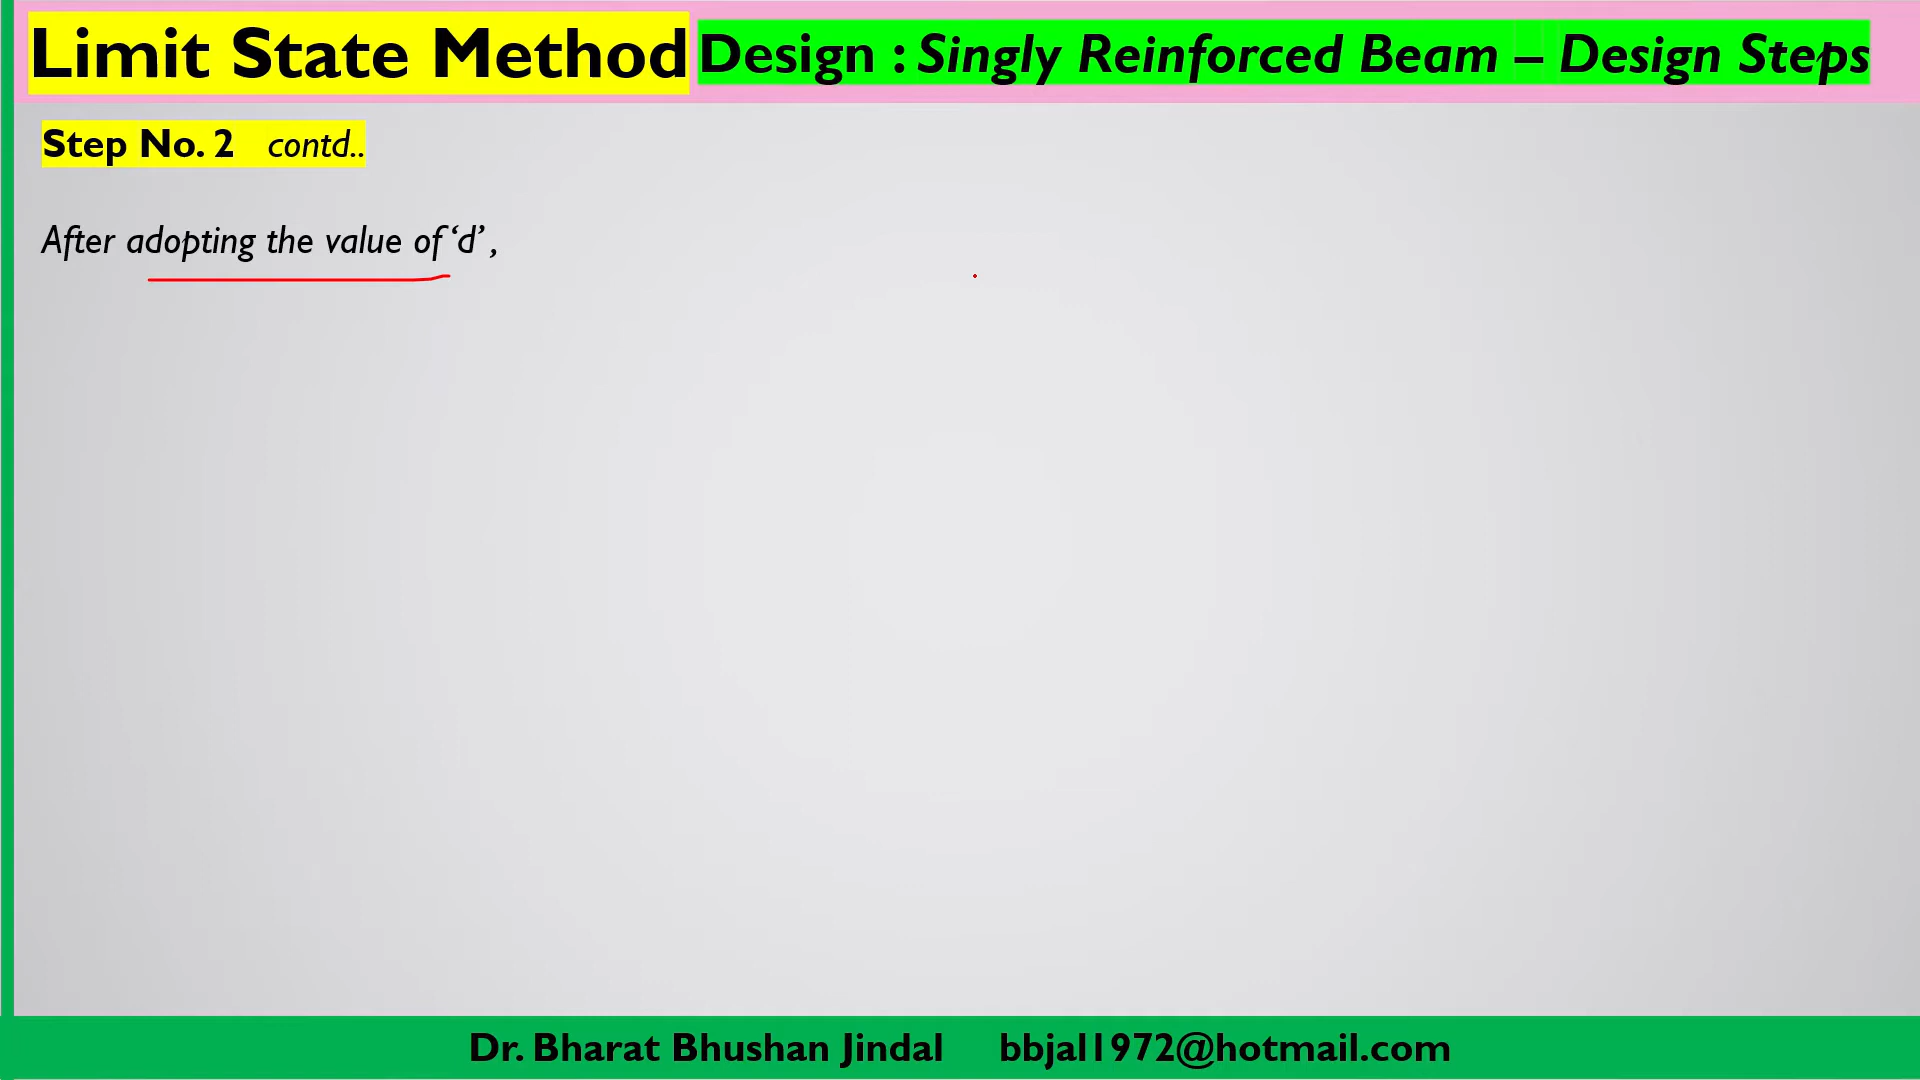 Limit State Method Design : Singly Reinforced Beam – Design Steps
Step No. 2 contd..
After adopting the value of ‘d’ ,
Dr. Bharat Bhushan Jindal bbjal1972@hotmail.com